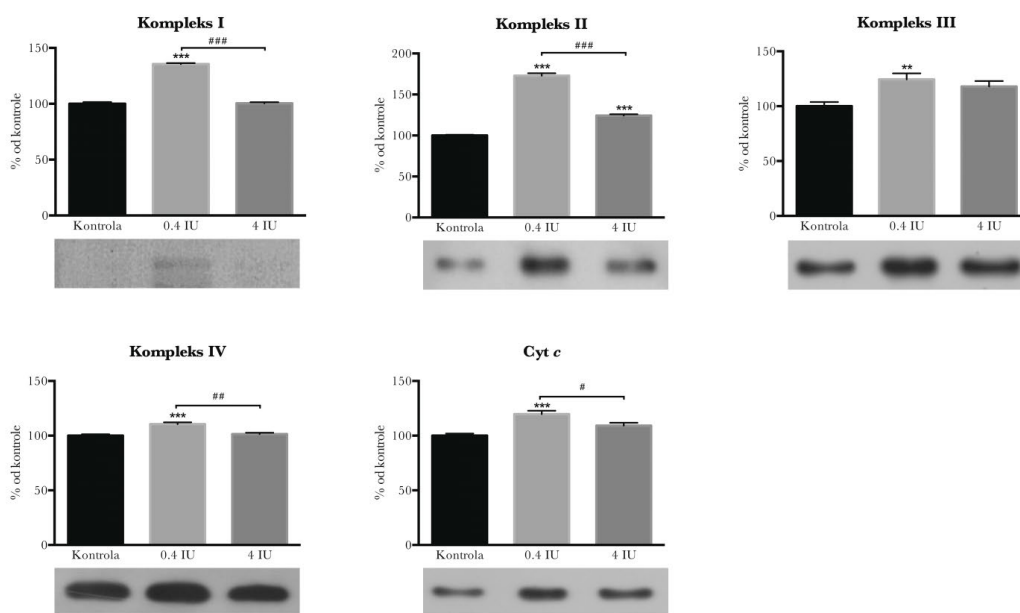 Kompleks I
% od kontrole
150
100
50
0
***
###
Kontrola
0.4 IU
4 IU
Kompleks II
% od kontrole
200
150
100
50
0
***
###
***
Kontrola
0.4 IU
4 IU
Kompleks III
% od kontrole
150
100
50
0
**
Kontrola
0.4 IU
4 IU
Kompleks IV
% od kontrole
150
100
50
0
***
##
Kontrola
0.4 IU
4 IU
Cyt c
% od kontrole
150
100
50
0
***
#
Kontrola
0.4 IU
4 IU